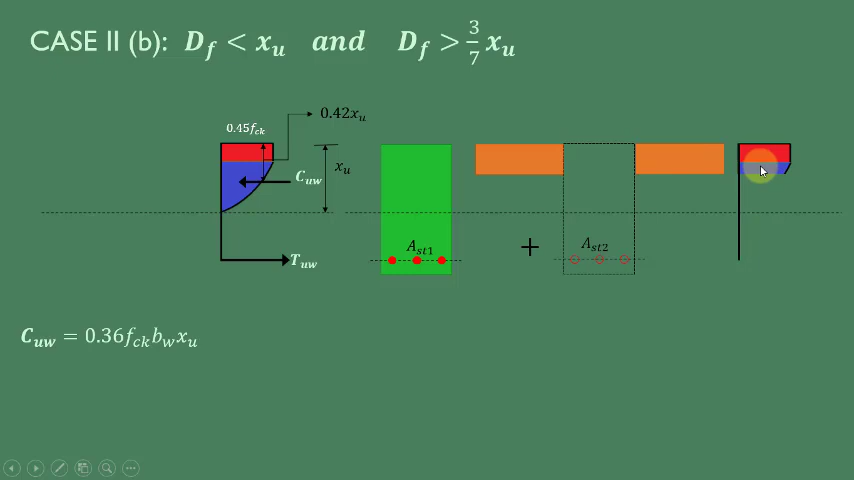 CASE II (b): D_f < x_u and D_f > 3/7 x_u
0.42x_u
0.45f_ck
x_u
C_uw
T_uw
A_st1
+
A_st2
C_uw = 0.36f_ck b_w x_u